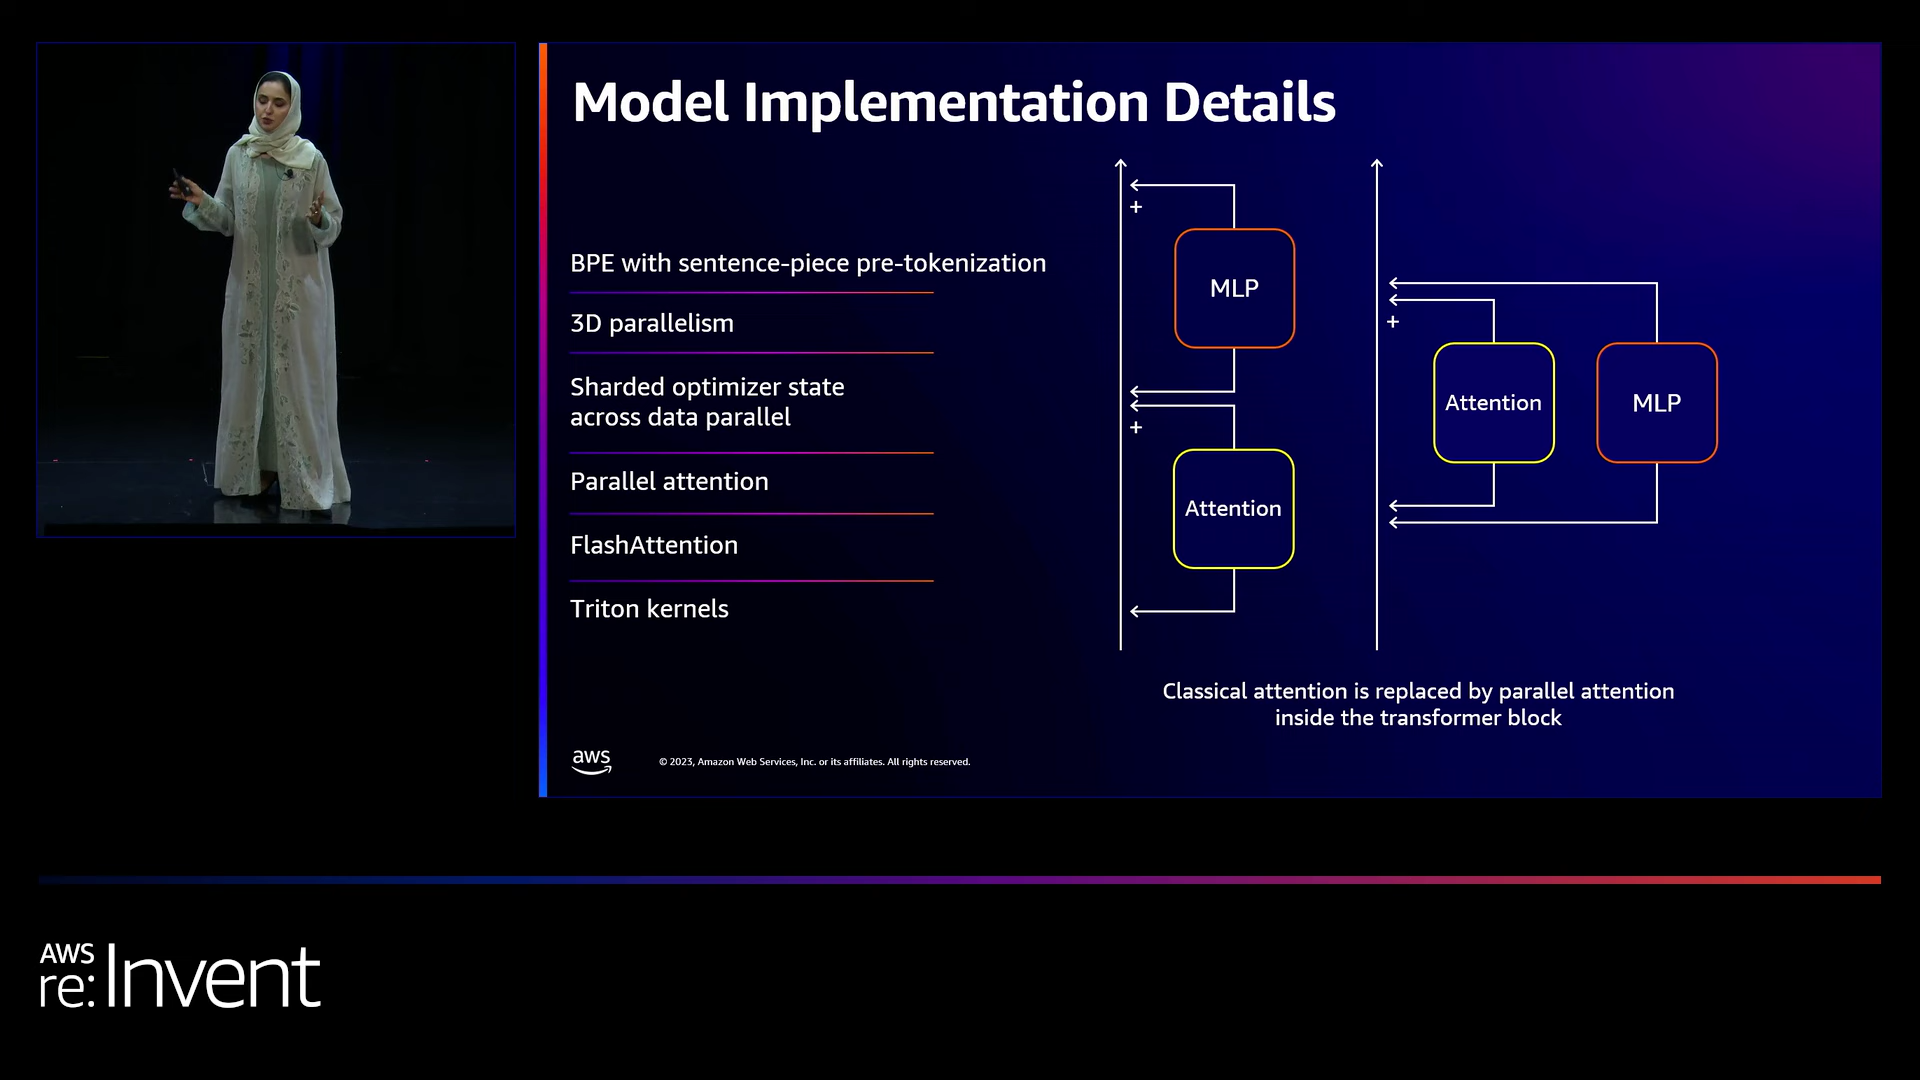 Model Implementation Details
BPE with sentence-piece pre-tokenization
3D parallelism
Sharded optimizer state
across data parallel
Parallel attention
FlashAttention
Triton kernels
+
MLP
+
Attention
+
Attention
MLP
Classical attention is replaced by parallel attention
inside the transformer block
aws
© 2023, Amazon Web Services, Inc. or its affiliates. All rights reserved.
AWS
re:Invent